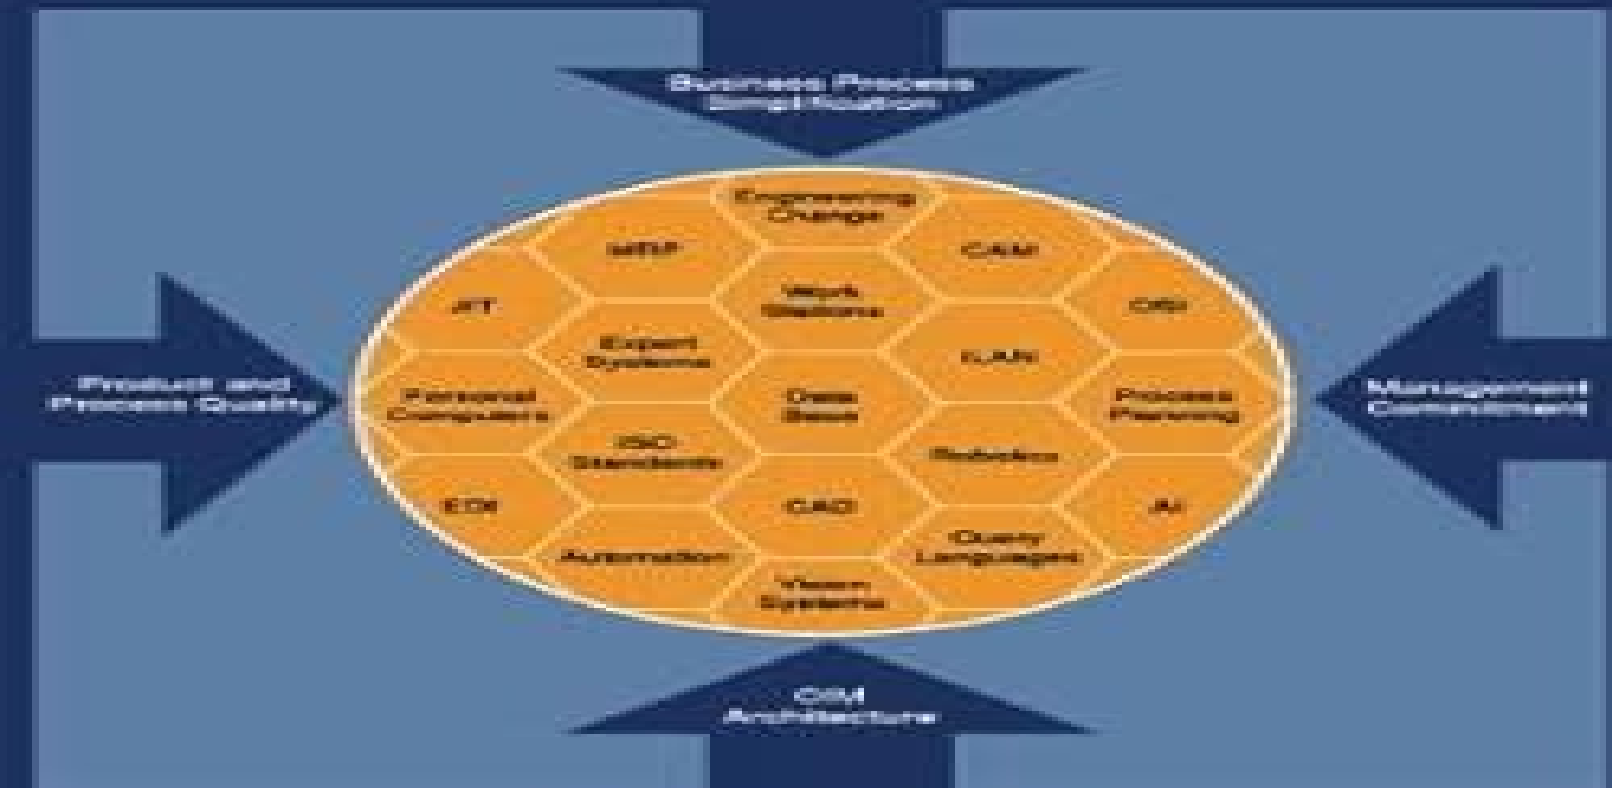 Business Process
Simplification
Engineering
Change
MRP
CAM
JIT
Work
Stations
OSI
Expert
Systems
LAN
Product and
Process Quality
Personal
Computers
Data
Base
Process
Planning
Management
Commitment
ISO
Standards
Robotics
EDI
CAD
AI
Automation
Query
Languages
Vision
Systems
CIM
Architecture